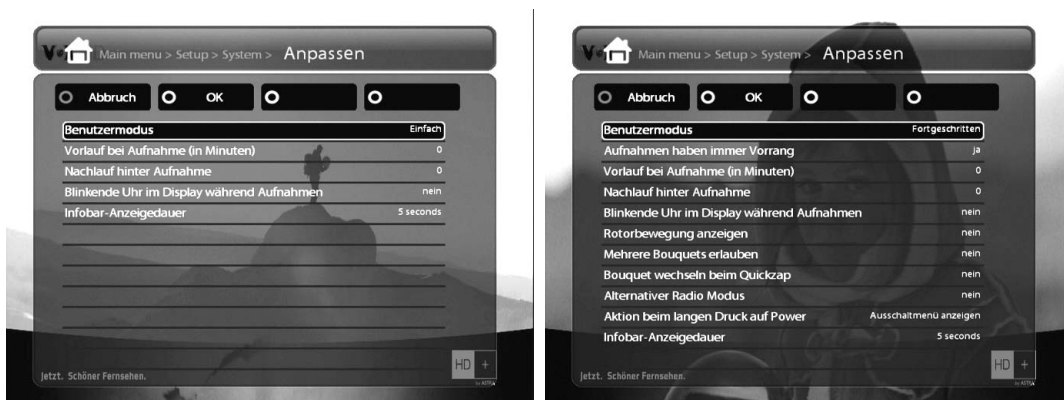 Main menu > Setup > System > Anpassen
Abbruch OK
Benutzermodus Einfach
Vorlauf bei Aufnahme (in Minuten) 0
Nachlauf hinter Aufnahme 0
Blinkende Uhr im Display während Aufnahmen nein
Infobar-Anzeigedauer 5 seconds
HD +
by ASTRA
Jetzt. Schöner Fernsehen.
Main menu > Setup > System > Anpassen
Abbruch OK
Benutzermodus Fortgeschritten
Aufnahmen haben immer Vorrang ja
Vorlauf bei Aufnahme (in Minuten) 0
Nachlauf hinter Aufnahme 0
Blinkende Uhr im Display während Aufnahmen nein
Rotorbewegung anzeigen nein
Mehrere Bouquets erlauben nein
Bouquet wechseln beim Quickzap nein
Alternativer Radio Modus nein
Aktion beim langen Druck auf Power Ausschaltmenü anzeigen
Infobar-Anzeigedauer 5 seconds
HD +
by ASTRA
Jetzt. Schöner Fernsehen.